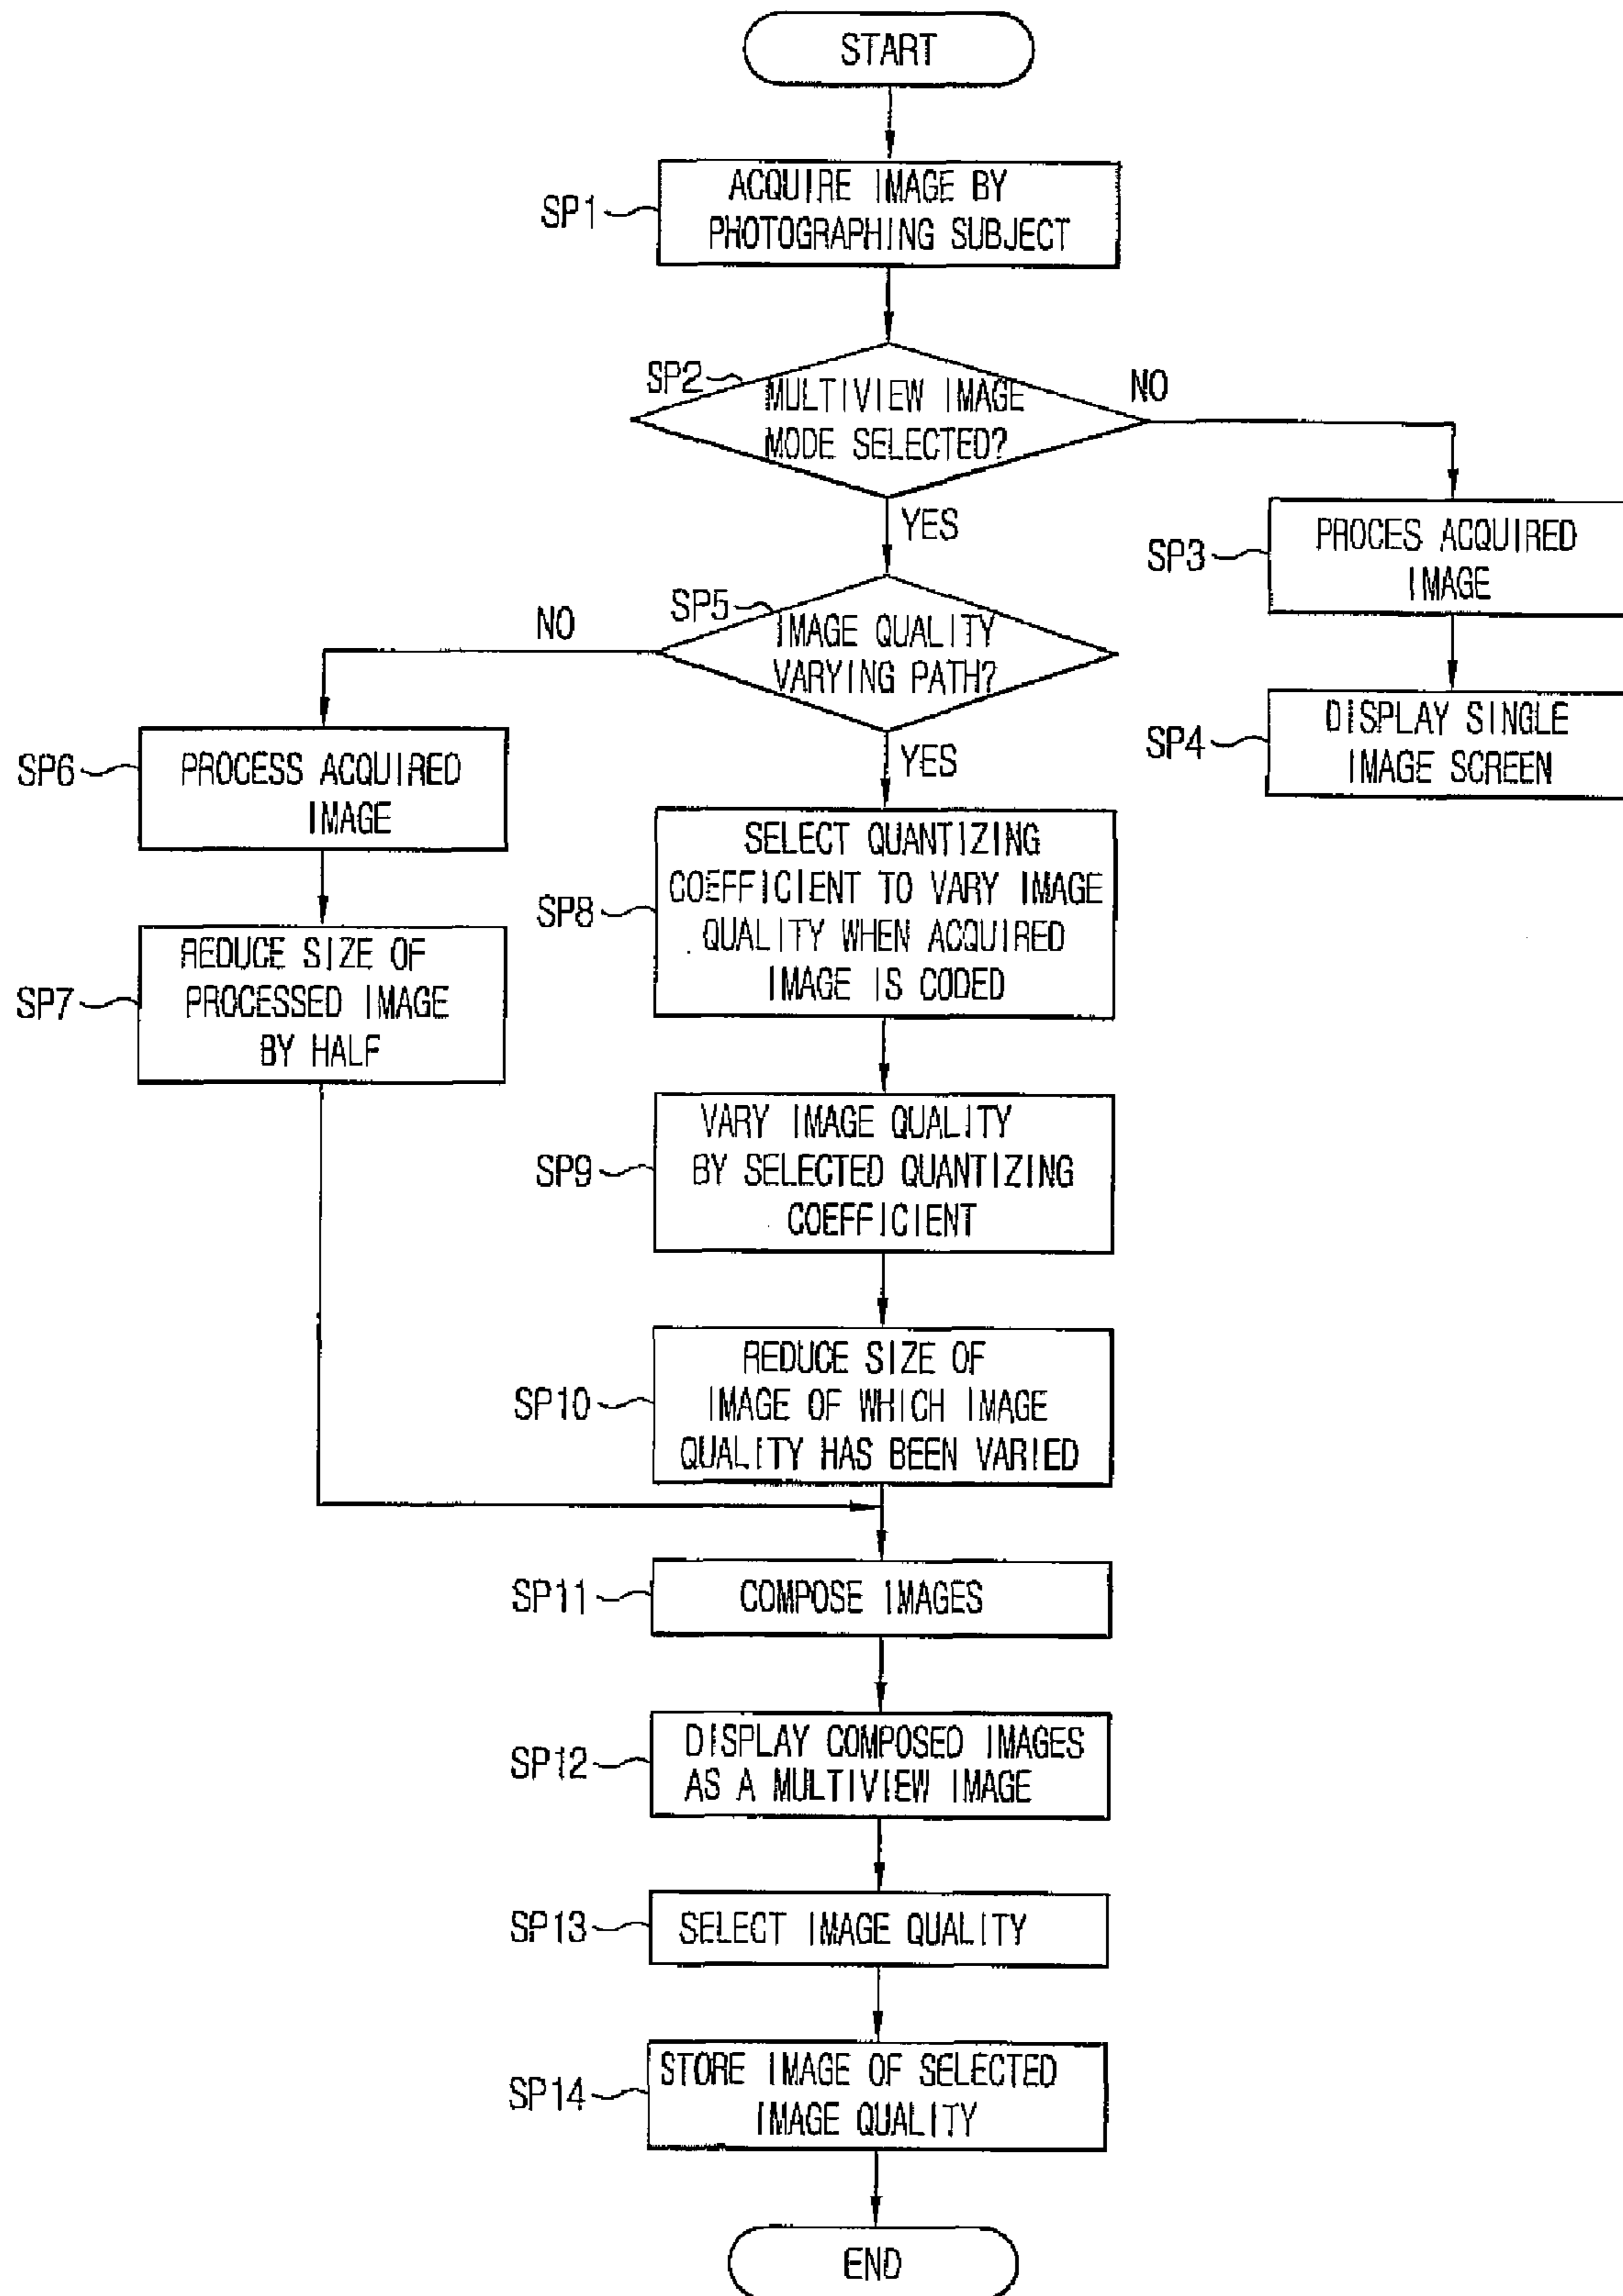 START
SP1
ACQUIRE IMAGE BY
PHOTOGRAPHING SUBJECT
SP2
MULTIVIEW IMAGE
MODE SELECTED?
NO
YES
SP3
PROCES ACQUIRED
IMAGE
SP4
DISPLAY SINGLE
IMAGE SCREEN
SP5
IMAGE QUALITY
VARYING PATH?
NO
YES
SP6
PROCESS ACQUIRED
IMAGE
SP7
REDUCE SIZE OF
PROCESSED IMAGE
BY HALF
SP8
SELECT QUANTIZING
COEFFICIENT TO VARY IMAGE
QUALITY WHEN ACQUIRED
IMAGE IS CODED
SP9
VARY IMAGE QUALITY
BY SELECTED QUANTIZING
COEFFICIENT
SP10
REDUCE SIZE OF
IMAGE OF WHICH IMAGE
QUALITY HAS BEEN VARIED
SP11
COMPOSE IMAGES
SP12
DISPLAY COMPOSED IMAGES
AS A MULTIVIEW IMAGE
SP13
SELECT IMAGE QUALITY
SP14
STORE IMAGE OF SELECTED
IMAGE QUALITY
END